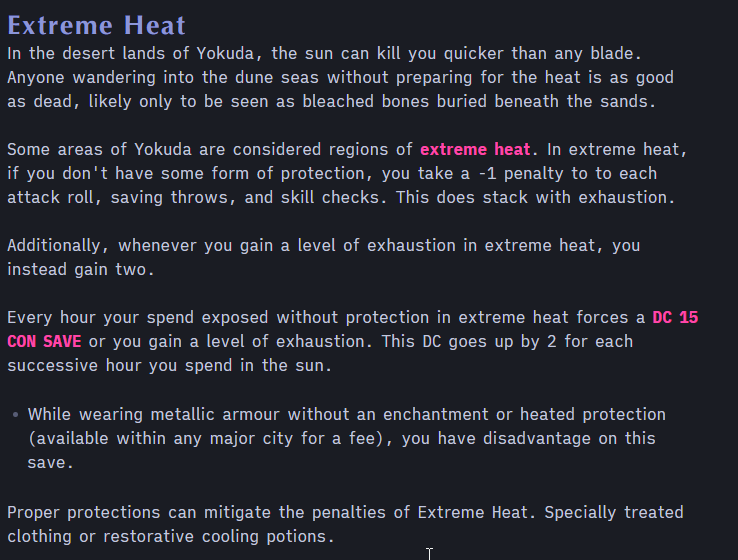 Extreme Heat
In the desert lands of Yokuda, the sun can kill you quicker than any blade.
Anyone wandering into the dune seas without preparing for the heat is as good
as dead, likely only to be seen as bleached bones buried beneath the sands.
Some areas of Yokuda are considered regions of extreme heat. In extreme heat,
if you don't have some form of protection, you take a -1 penalty to to each
attack roll, saving throws, and skill checks. This does stack with exhaustion.
Additionally, whenever you gain a level of exhaustion in extreme heat, you
instead gain two.
Every hour your spend exposed without protection in extreme heat forces a DC 15
CON SAVE or you gain a level of exhaustion. This DC goes up by 2 for each
successive hour you spend in the sun.
• While wearing metallic armour without an enchantment or heated protection
(available within any major city for a fee), you have disadvantage on this
save.
Proper protections can mitigate the penalties of Extreme Heat. Specially treated
clothing or restorative cooling potions.